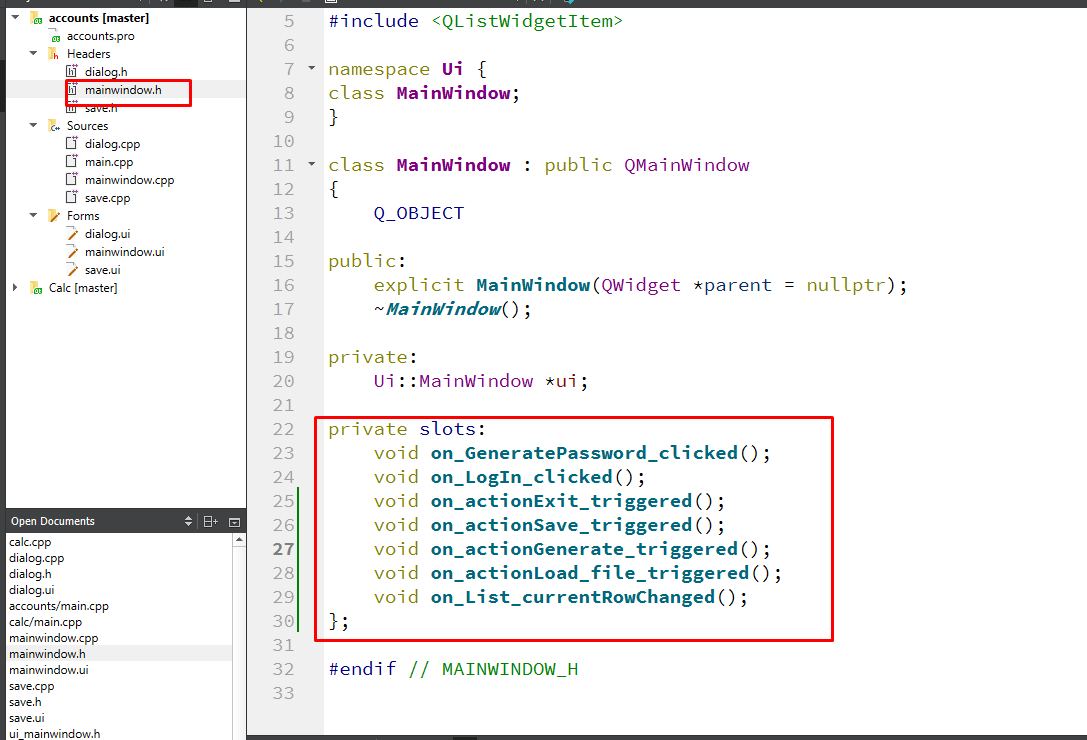 accounts [master]
accounts.pro
Headers
dialog.h
mainwindow.h
save.h
Sources
dialog.cpp
main.cpp
mainwindow.cpp
save.cpp
Forms
dialog.ui
mainwindow.ui
save.ui
Calc [master]
Open Documents
calc.cpp
dialog.cpp
dialog.h
dialog.ui
accounts/main.cpp
calc/main.cpp
mainwindow.cpp
mainwindow.h
mainwindow.ui
save.cpp
save.h
save.ui
ui_mainwindow.h
5 #include <QListWidgetItem>
6
7 namespace Ui {
8 class MainWindow;
9 }
10
11 class MainWindow : public QMainWindow
12 {
13     Q_OBJECT
14
15 public:
16     explicit MainWindow(QWidget *parent = nullptr);
17     ~MainWindow();
18
19 private:
20     Ui::MainWindow *ui;
21
22 private slots:
23     void on_GeneratePassword_clicked();
24     void on_LogIn_clicked();
25     void on_actionExit_triggered();
26     void on_actionSave_triggered();
27     void on_actionGenerate_triggered();
28     void on_actionLoad_file_triggered();
29     void on_List_currentRowChanged();
30 };
31
32 #endif // MAINWINDOW_H
33